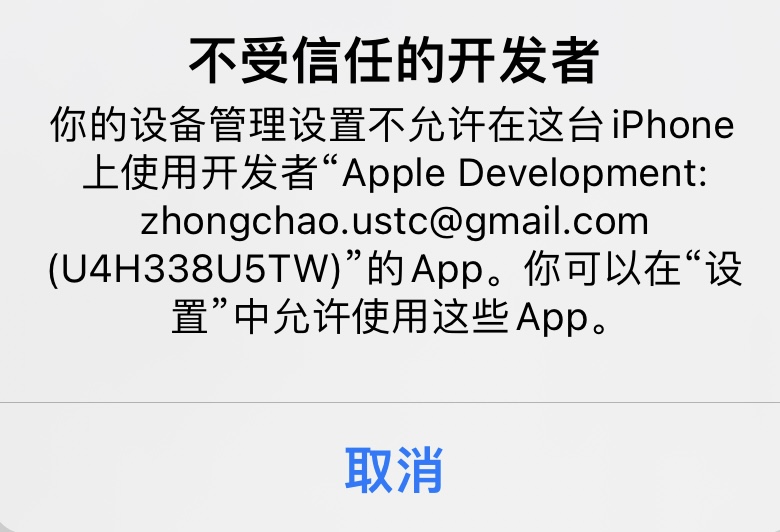 不受信任的开发者
你的设备管理设置不允许在这台 iPhone
上使用开发者“Apple Development:
zhongchao.ustc@gmail.com
(U4H338U5TW)”的 App。你可以在“设
置”中允许使用这些 App。
取消